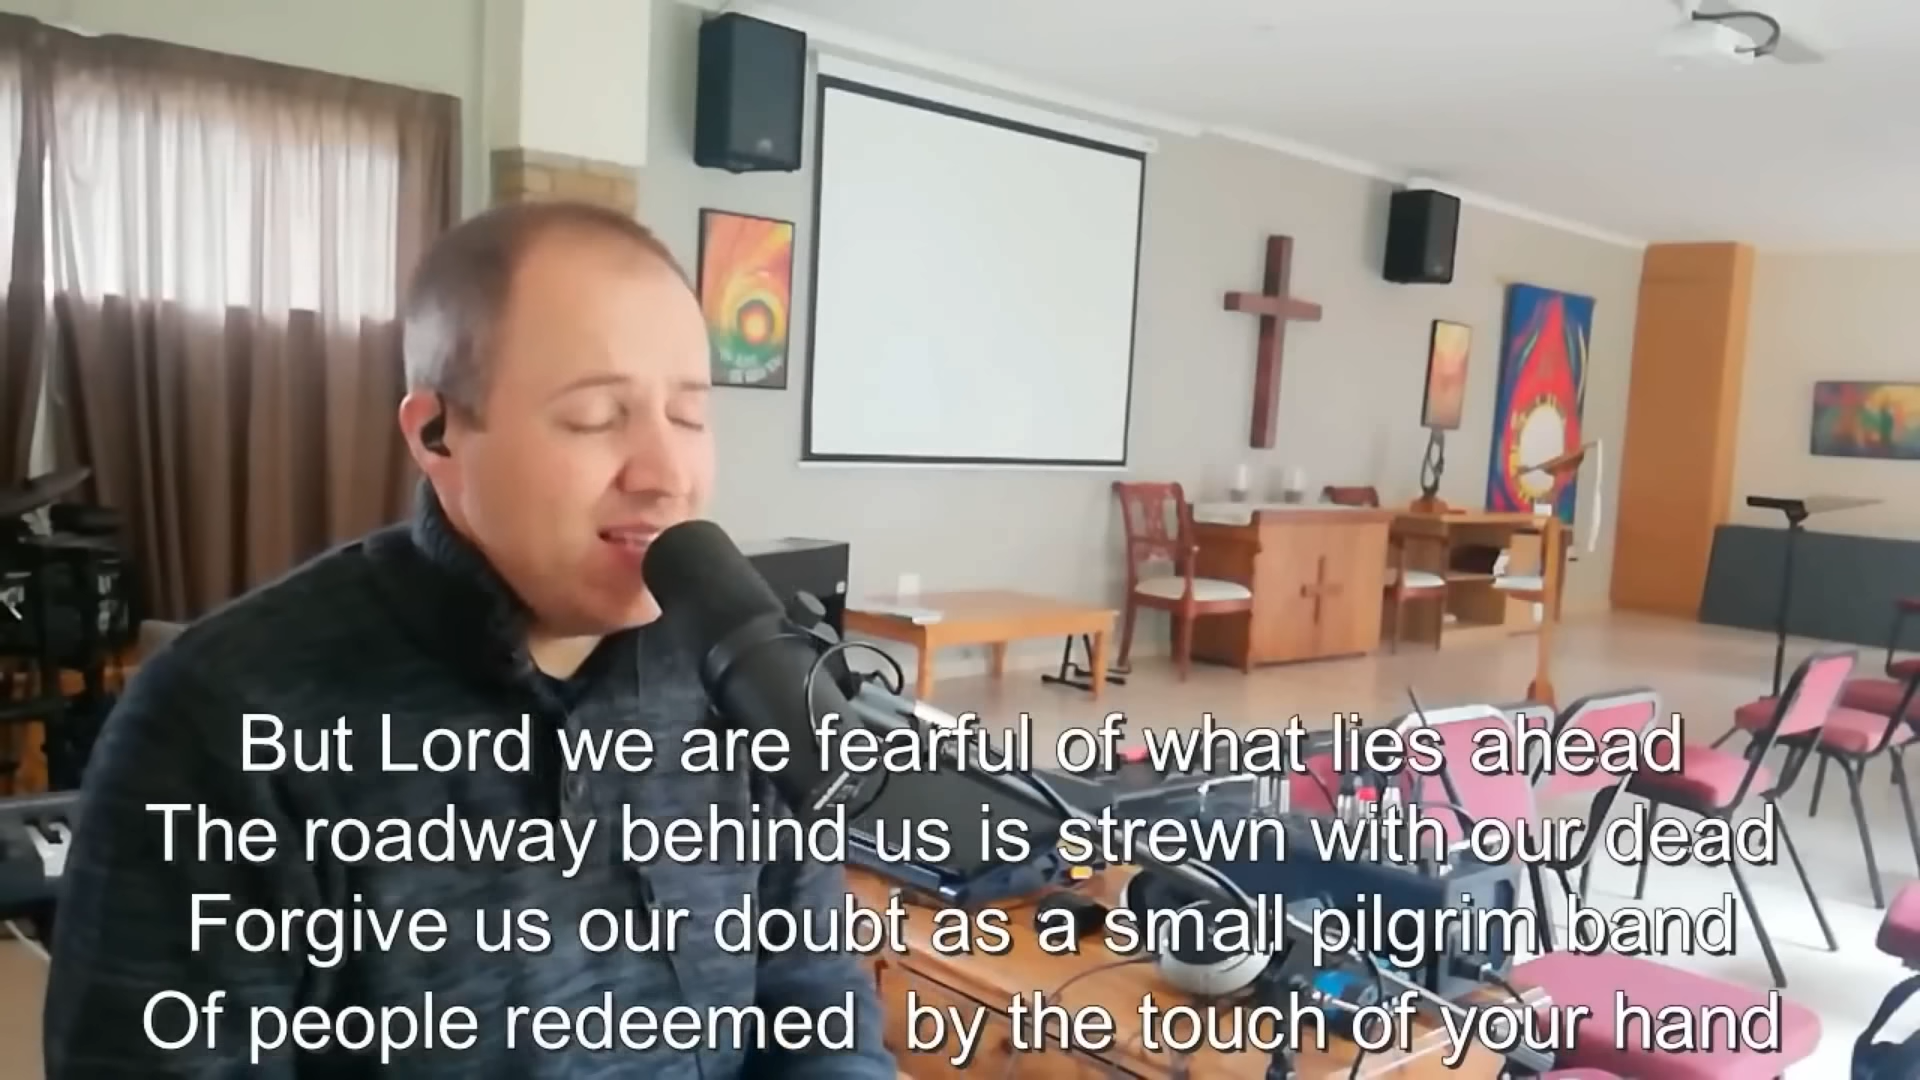 But Lord we are fearful of what lies ahead
The roadway behind us is strewn with our dead
Forgive us our doubt as a small pilgrim band
Of people redeemed by the touch of your hand